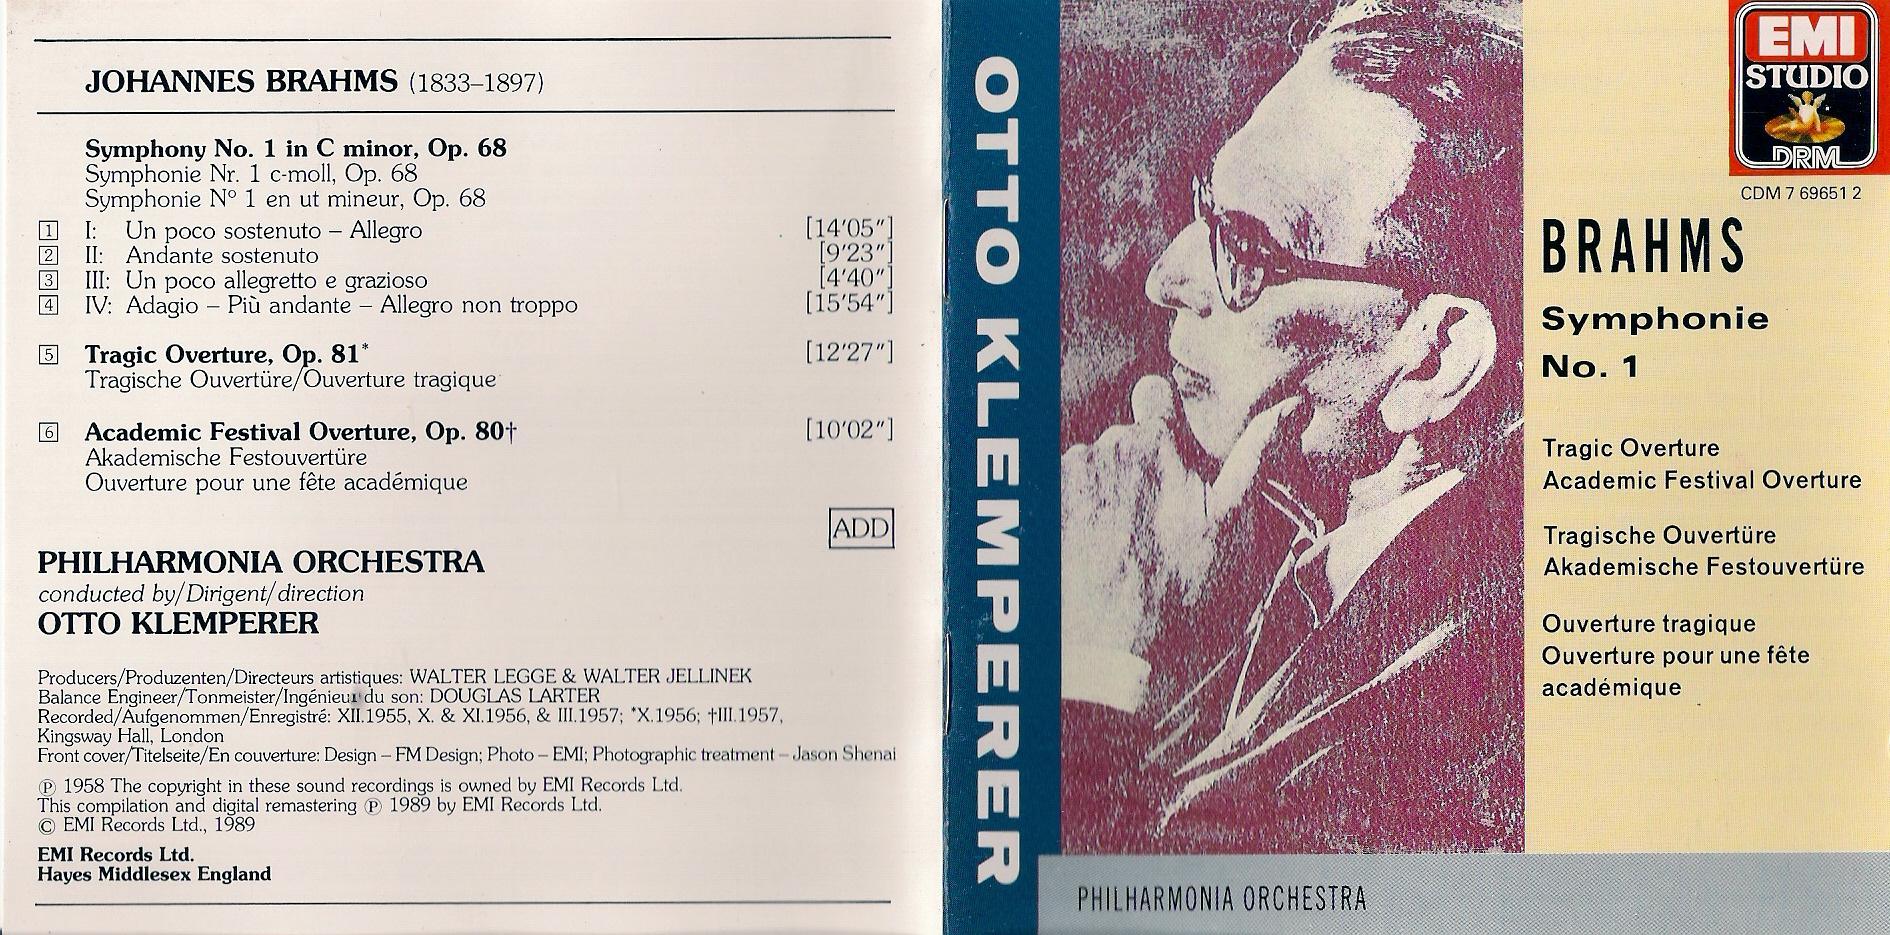 JOHANNES BRAHMS (1833–1897)
Symphony No. 1 in C minor, Op. 68
Symphonie Nr. 1 c-moll, Op. 68
Symphonie Nº 1 en ut mineur, Op. 68
1 I: Un poco sostenuto – Allegro [14′05″]
2 II: Andante sostenuto [9′23″]
3 III: Un poco allegretto e grazioso [4′40″]
4 IV: Adagio – Più andante – Allegro non troppo [15′54″]
5 Tragic Overture, Op. 81* [12′27″]
Tragische Ouvertüre/Ouverture tragique
6 Academic Festival Overture, Op. 80† [10′02″]
Akademische Festouvertüre
Ouverture pour une fête académique
ADD
PHILHARMONIA ORCHESTRA
conducted by/Dirigent/direction
OTTO KLEMPERER
Producers/Produzenten/Directeurs artistiques: WALTER LEGGE & WALTER JELLINEK
Balance Engineer/Tonmeister/Ingénieur du son: DOUGLAS LARTER
Recorded/Aufgenommen/Enregistré: XII.1955, X. & XI.1956, & III.1957; *X.1956; †III.1957,
Kingsway Hall, London
Front cover/Titelseite/En couverture: Design – FM Design; Photo – EMI; Photographic treatment – Jason Shenai
℗ 1958 The copyright in these sound recordings is owned by EMI Records Ltd.
This compilation and digital remastering ℗ 1989 by EMI Records Ltd.
© EMI Records Ltd., 1989
EMI Records Ltd.
Hayes Middlesex England
OTTO KLEMPERER
EMI
STUDIO
DRM
CDM 7 69651 2
BRAHMS
Symphonie
No. 1
Tragic Overture
Academic Festival Overture
Tragische Ouvertüre
Akademische Festouvertüre
Ouverture tragique
Ouverture pour une fête
académique
PHILHARMONIA ORCHESTRA